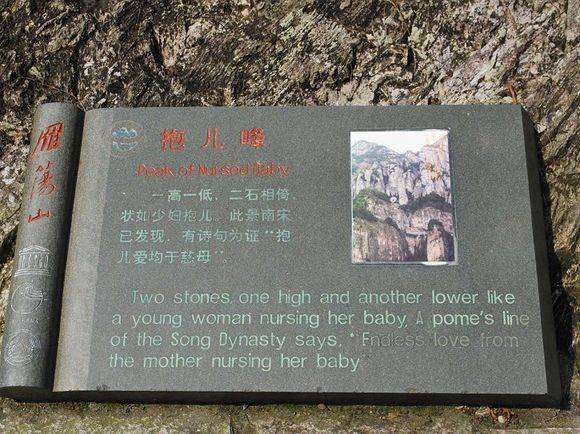 雁荡山
抱儿峰
Peak of Nursed Baby
一高一低，二石相倚，
状如少妇抱儿。此景南宋
已发现，有诗句为证“抱
儿爱均于慈母”。
Two stones, one high and another lower, like
a young woman nursing her baby, A pome's line
of the Song Dynasty says, “Endless love from
the mother nursing her baby”